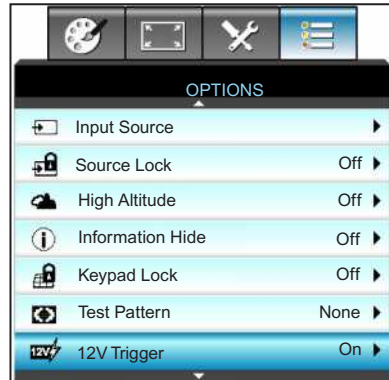 OPTIONS
Input Source
Source Lock Off
High Altitude Off
Information Hide Off
Keypad Lock Off
Test Pattern None
12V 12V Trigger On